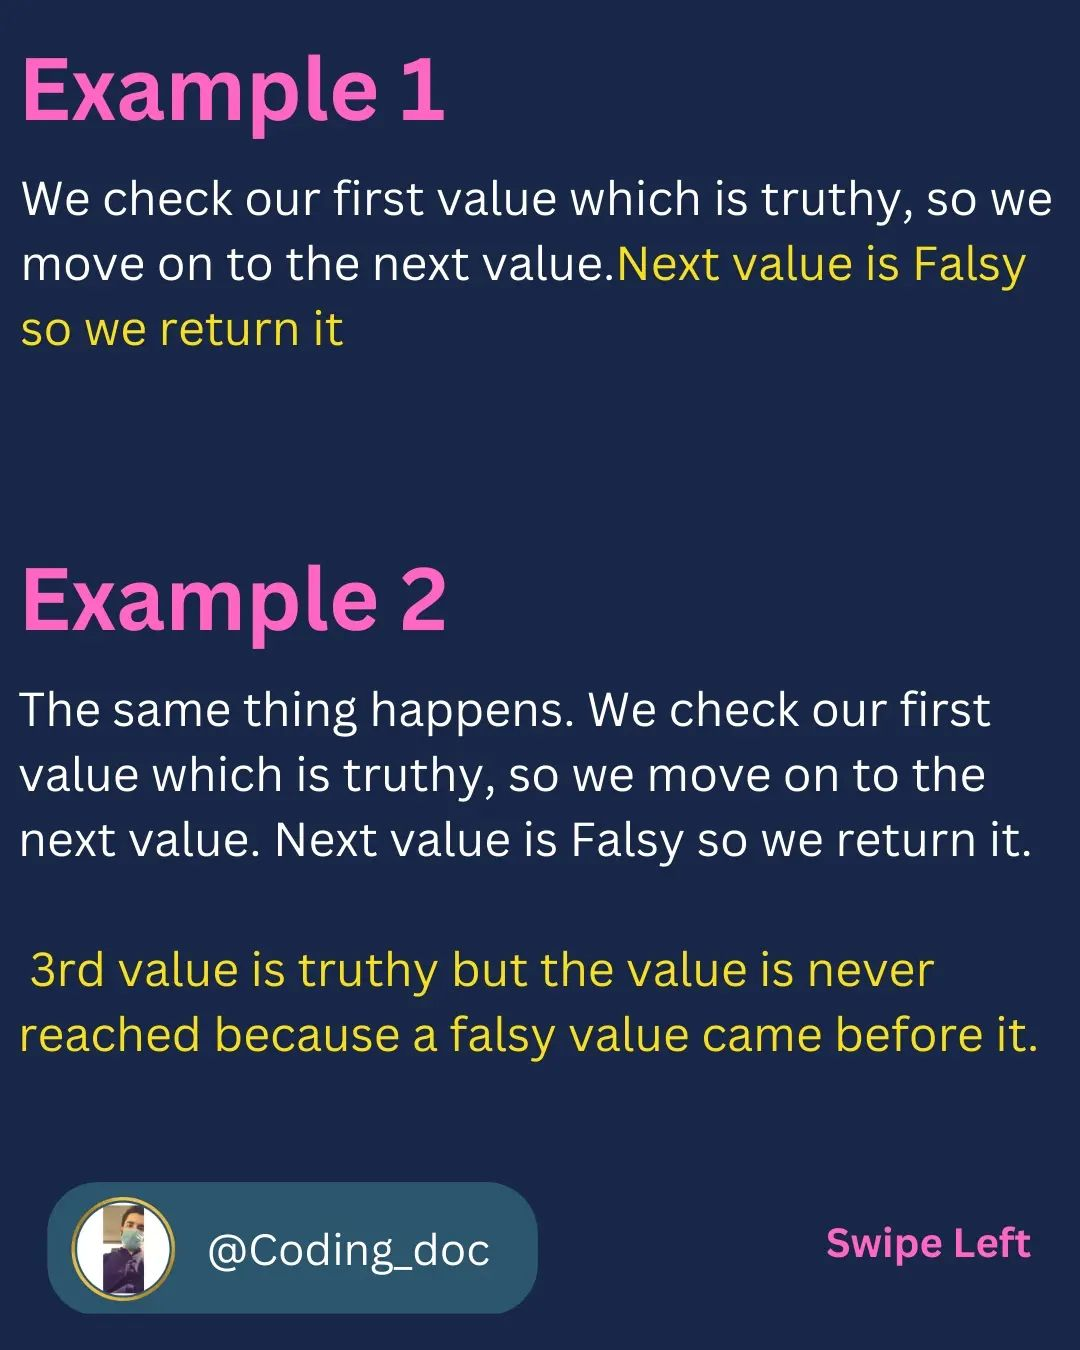 Example 1
We check our first value which is truthy, so we
move on to the next value.Next value is Falsy
so we return it
Example 2
The same thing happens. We check our first
value which is truthy, so we move on to the
next value. Next value is Falsy so we return it.
3rd value is truthy but the value is never
reached because a falsy value came before it.
@Coding_doc
Swipe Left